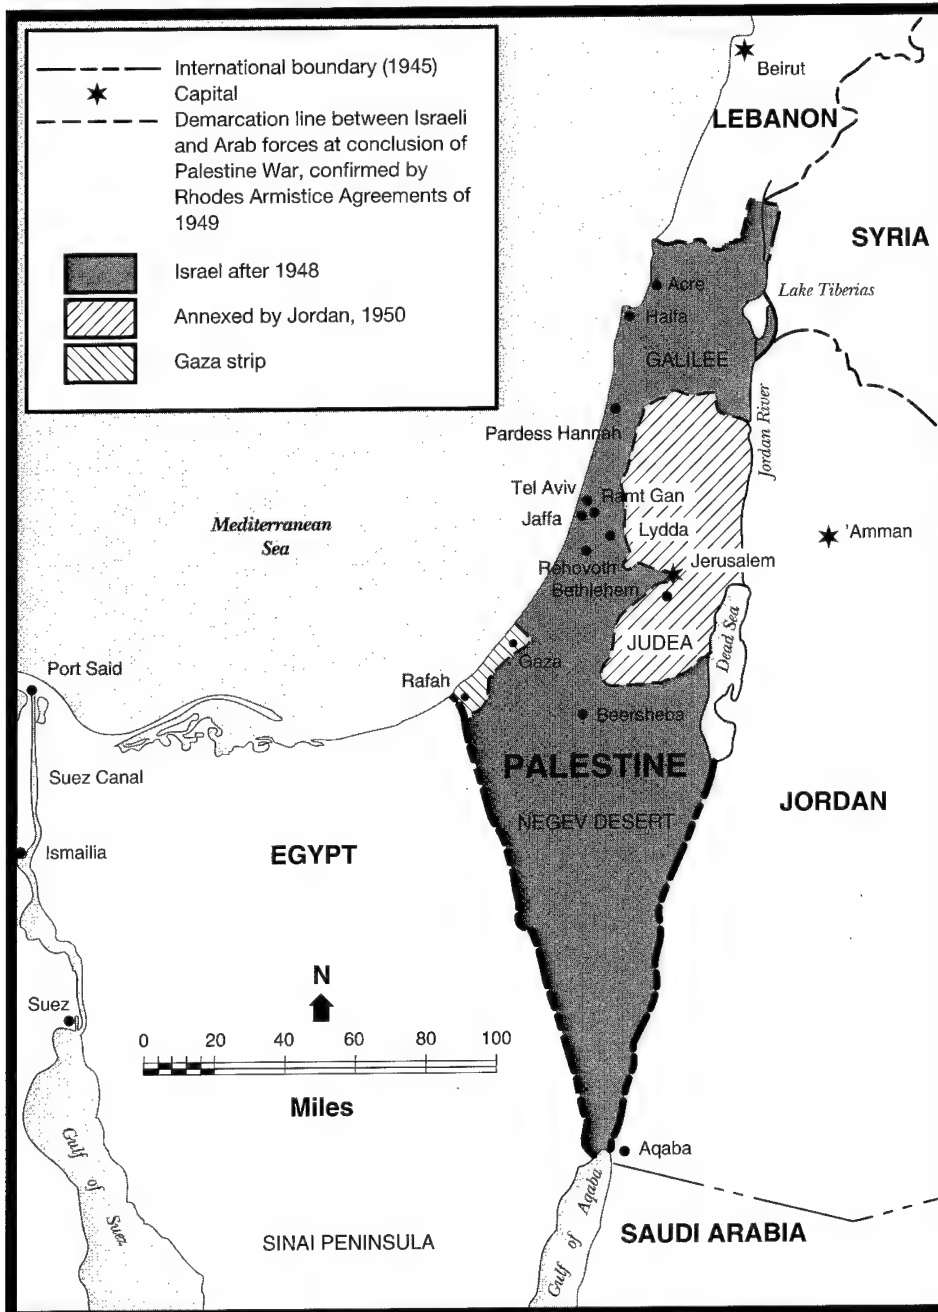 International boundary (1945)
Capital
Demarcation line between Israeli
and Arab forces at conclusion of
Palestine War, confirmed by
Rhodes Armistice Agreements of
1949
Israel after 1948
Annexed by Jordan, 1950
Gaza strip
Beirut
LEBANON
SYRIA
Acre
Lake Tiberias
Haifa
GALILEE
Jordan River
Pardess Hannah
Tel Aviv
Ramt Gan
Jaffa
Mediterranean
Sea
Lydda
'Amman
Rehovoth
Jerusalem
Bethlehem
JUDEA
Dead Sea
Gaza
Port Said
Rafah
Beersheba
PALESTINE
Suez Canal
JORDAN
NEGEV DESERT
Ismailia
EGYPT
N
Suez
0 20 40 60 80 100
Miles
Gulf of Suez
Aqaba
Gulf of Aqaba
SINAI PENINSULA
SAUDI ARABIA